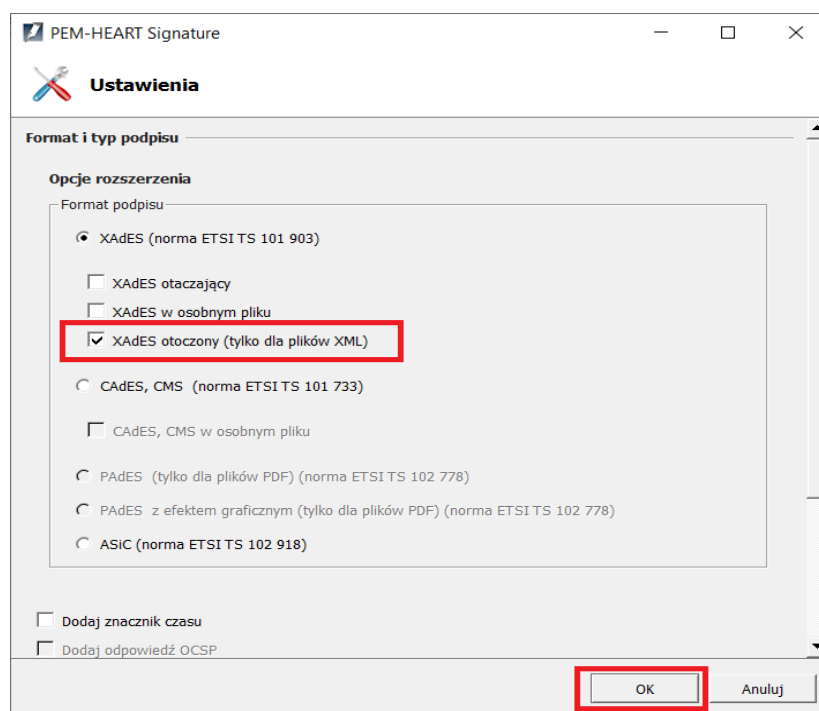 PEM-HEART Signature
Ustawienia
Format i typ podpisu
Opcje rozszerzenia
Format podpisu
XAdES (norma ETSI TS 101 903)
XAdES otaczający
XAdES w osobnym pliku
XAdES otoczony (tylko dla plików XML)
CAdES, CMS (norma ETSI TS 101 733)
CAdES, CMS w osobnym pliku
PAdES (tylko dla plików PDF) (norma ETSI TS 102 778)
PAdES z efektem graficznym (tylko dla plików PDF) (norma ETSI TS 102 778)
ASiC (norma ETSI TS 102 918)
Dodaj znacznik czasu
Dodaj odpowiedź OCSP
OK Anuluj